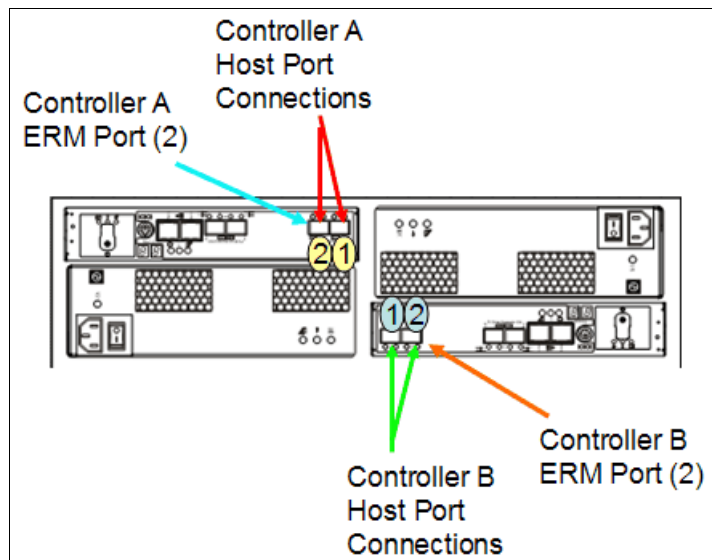 Controller A
Host Port
Connections
Controller A
ERM Port (2)
2 1
1 2
Controller B
ERM Port (2)
Controller B
Host Port
Connections